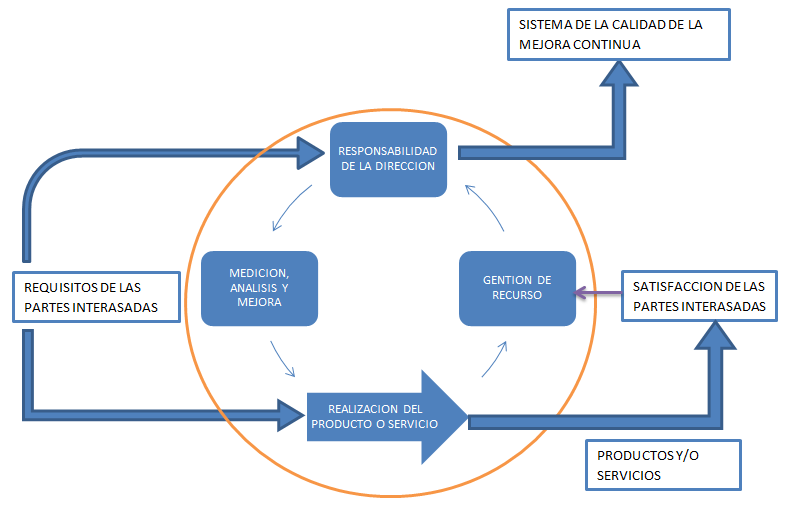 SISTEMA DE LA CALIDAD DE LA
MEJORA CONTINUA
RESPONSABILIDAD
DE LA DIRECCION
REQUISITOS DE LAS
PARTES INTERASADAS
MEDICION,
ANALISIS Y
MEJORA
GENTION DE
RECURSO
SATISFACCION DE LAS
PARTES INTERASADAS
REALIZACION DEL
PRODUCTO O SERVICIO
PRODUCTOS Y/O
SERVICIOS